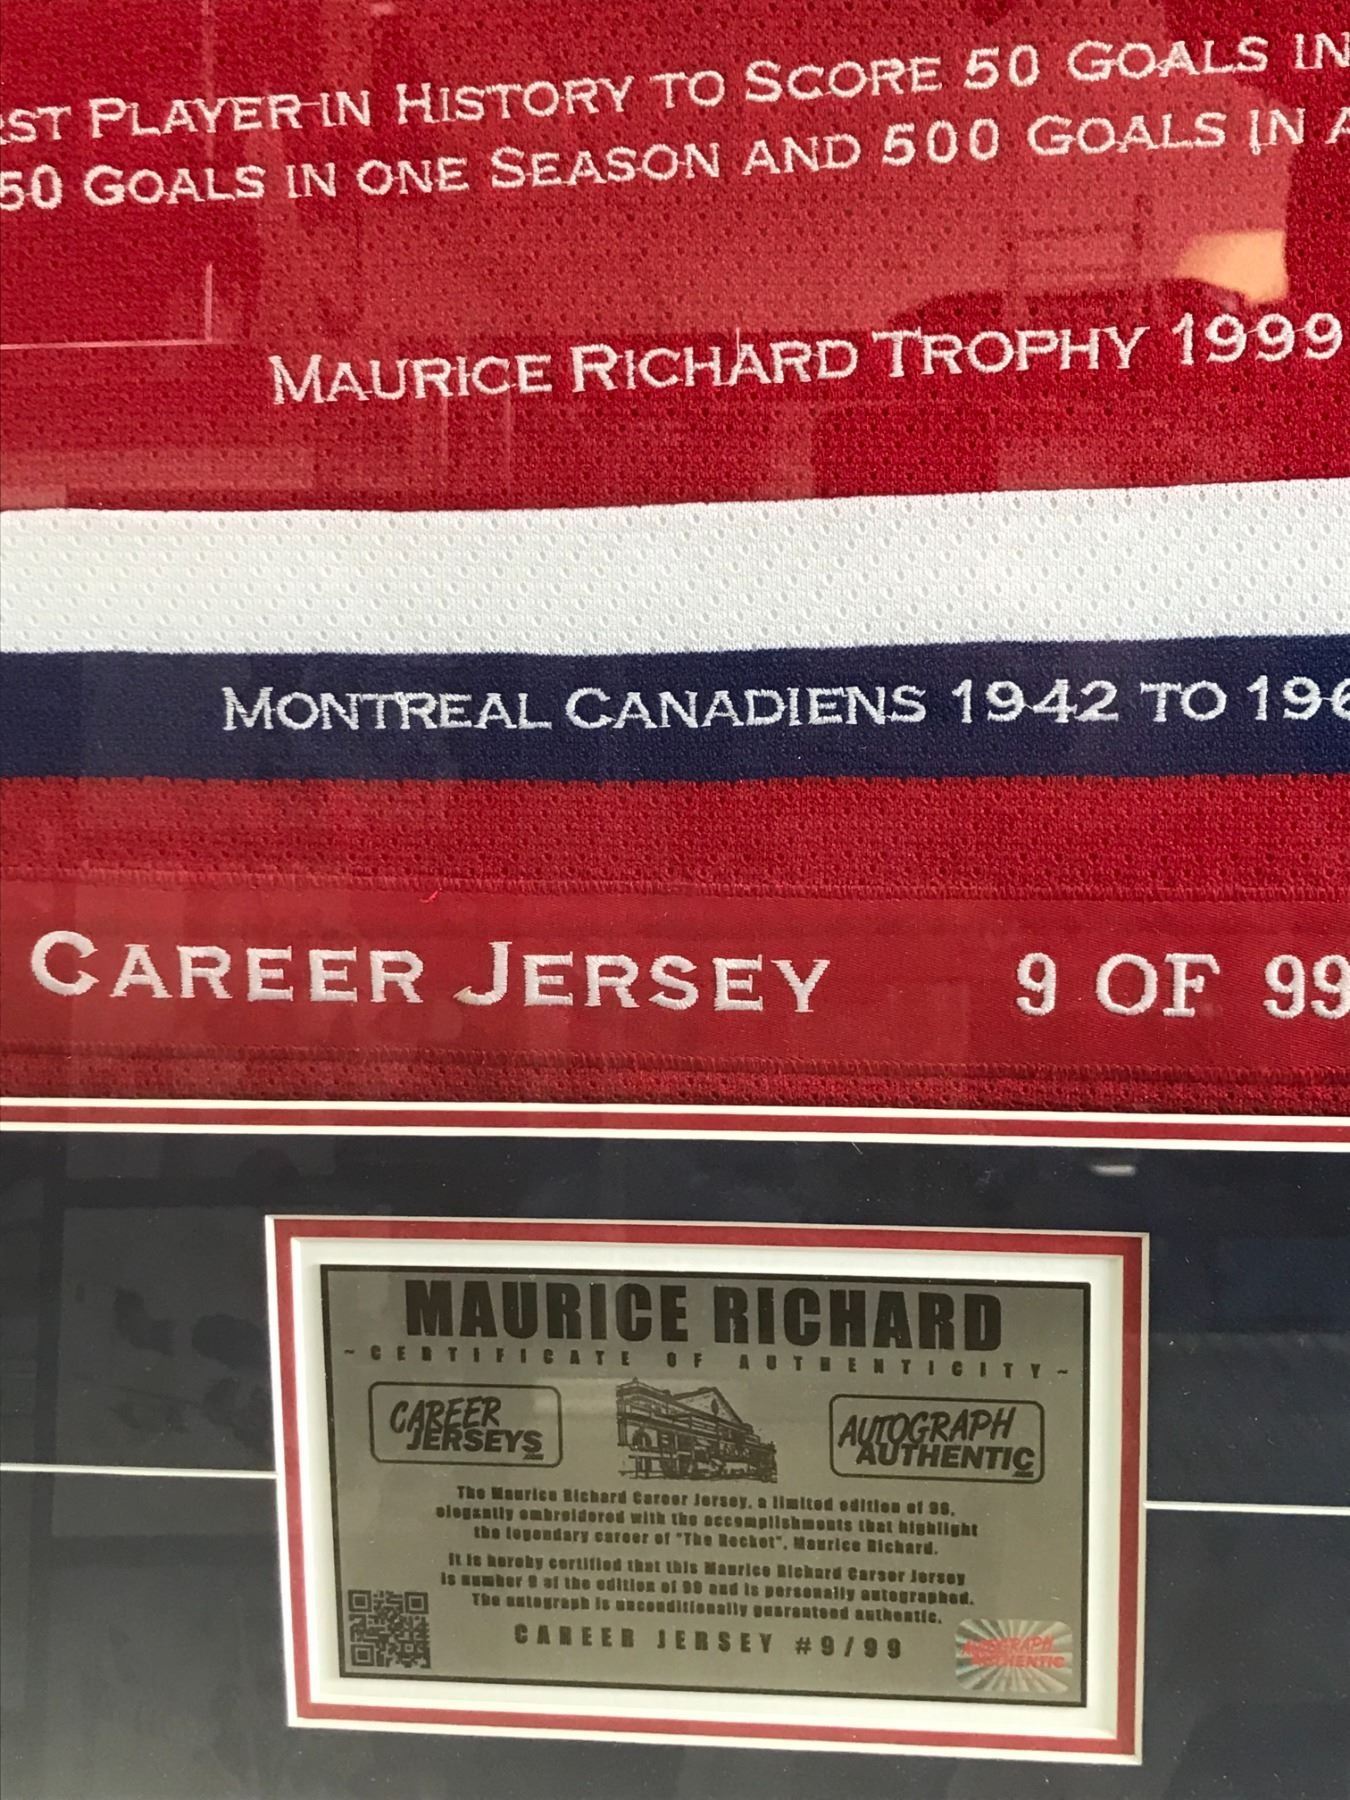 ST PLAYER IN HISTORY TO SCORE 50 GOALS IN
50 GOALS IN ONE SEASON AND 500 GOALS IN A
MAURICE RICHARD TROPHY 1999
MONTREAL CANADIENS 1942 TO 196
CAREER JERSEY 9 OF 99
MAURICE RICHARD
~CERTIFICATE OF AUTHENTICITY~
CAREER
JERSEYS
AUTOGRAPH
AUTHENTIC
The Maurice Richard Career Jersey, a limited edition of 99,
elegantly embroidered with the accomplishments that highlight
the legendary career of "The Rocket", Maurice Richard.
It is hereby certified that this Maurice Richard Career Jersey
is number 9 of the edition of 99 and is personally autographed.
The autograph is unconditionally guaranteed authentic.
CAREER JERSEY #9/99
AUTOGRAPH
AUTHENTIC